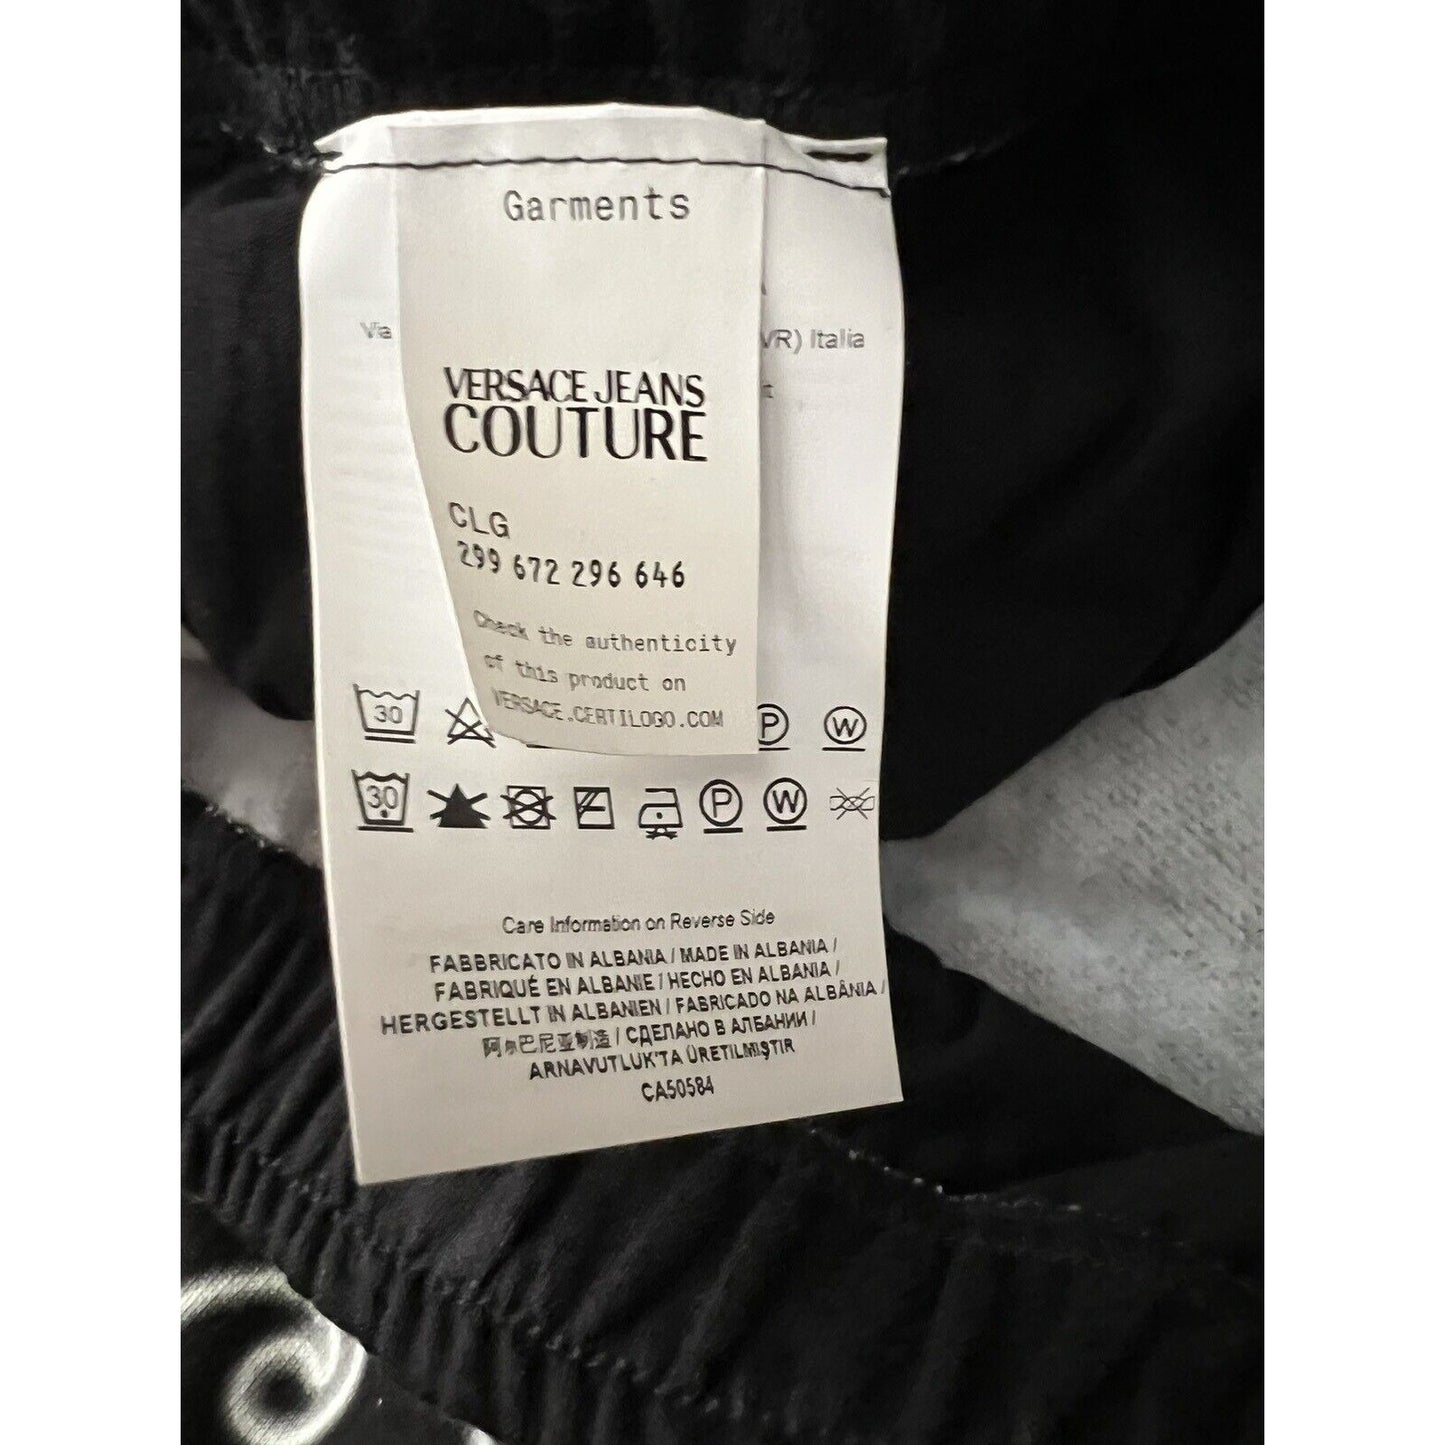 Garments
Via
VR) Italia
VERSACE JEANS
COUTURE
CLG
299 672 296 646
Check the authenticity
of this product on
VERSACE.CERTILOGO.COM
30 P W
30 P W
Care Information on Reverse Side
FABBRICATO IN ALBANIA / MADE IN ALBANIA /
FABRIQUÉ EN ALBANIE / HECHO EN ALBANIA /
HERGESTELLT IN ALBANIEN / FABRICADO NA ALBÂNIA /
阿尔巴尼亚制造 / СДЕЛАНО В АЛБАНИИ /
ARNAVUTLUK'TA ÜRETILMIŞTIR
CA50584